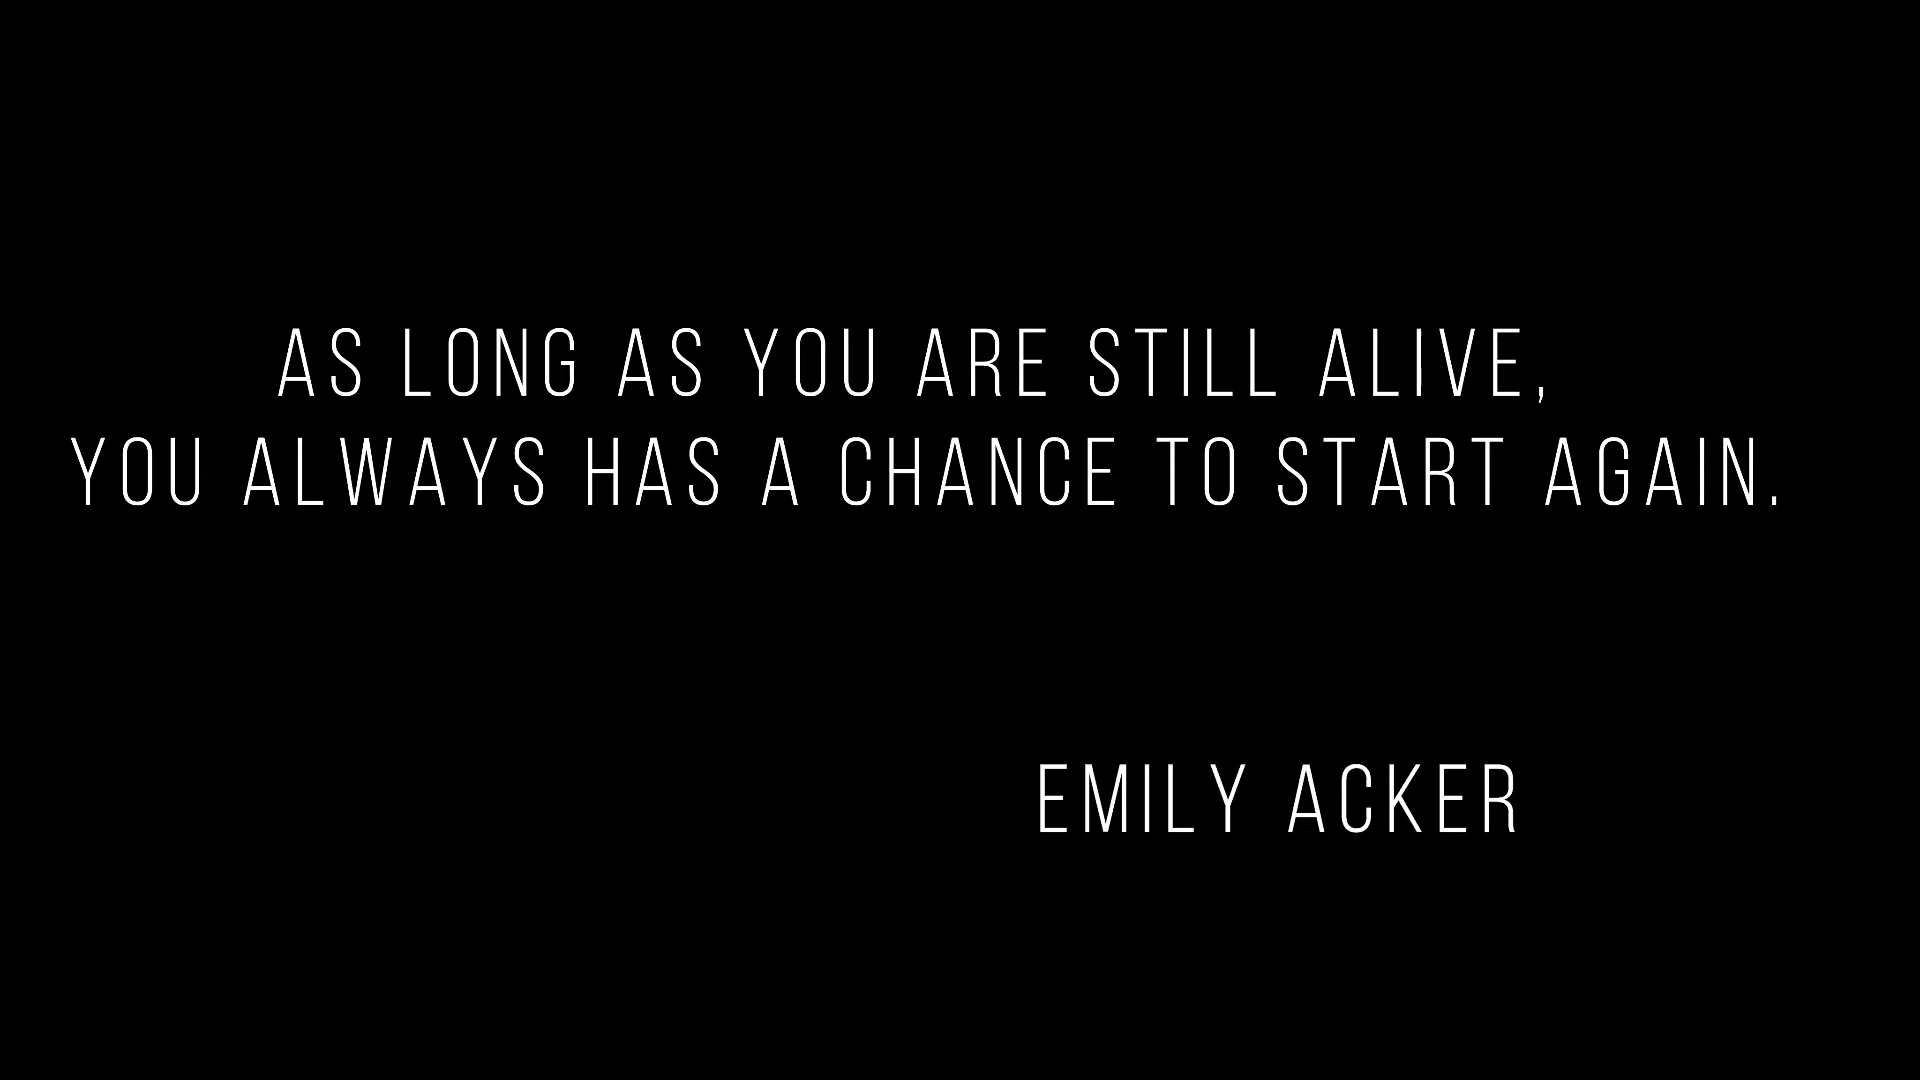 AS LONG AS YOU ARE STILL ALIVE,
YOU ALWAYS HAS A CHANCE TO START AGAIN.
EMILY ACKER